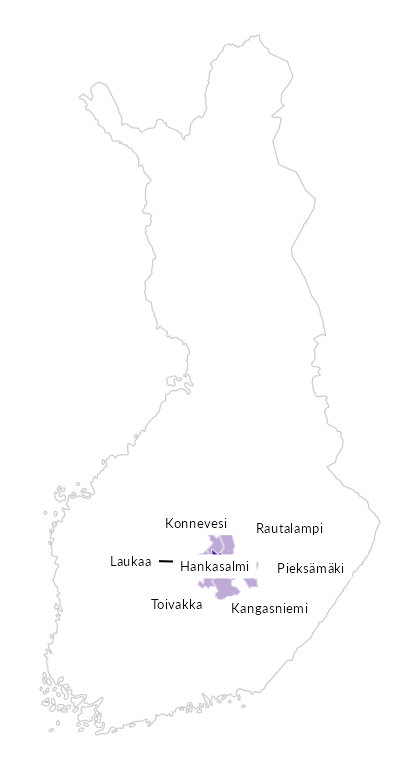 Konnevesi
Rautalampi
Laukaa
Hankasalmi
Pieksämäki
Toivakka
Kangasniemi